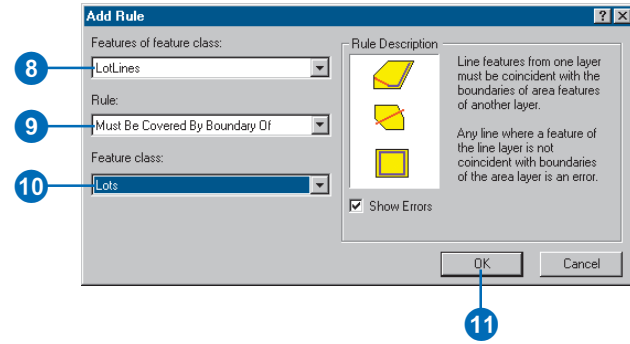 Add Rule
Features of feature class:
8
LotLines
Rule:
9
Must Be Covered By Boundary Of
Feature class:
10
Lots
Rule Description
Line features from one layer
must be coincident with the
boundaries of area features
of another layer.
Any line where a feature of
the line layer is not
coincident with boundaries
of the area layer is an error.
Show Errors
OK
Cancel
11